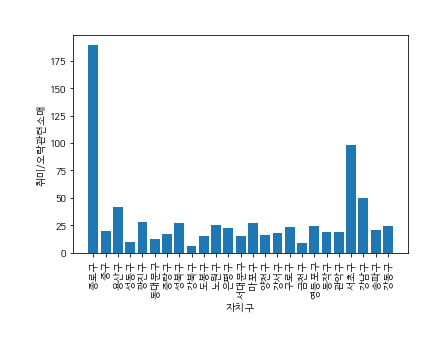 취미/오락관련소매
175
150
125
100
75
50
25
0
종로구
중구
용산구
성동구
광진구
동대문구
중랑구
성북구
강북구
도봉구
노원구
은평구
서대문구
마포구
양천구
강서구
구로구
금천구
영등포구
동작구
관악구
서초구
강남구
송파구
강동구
자치구